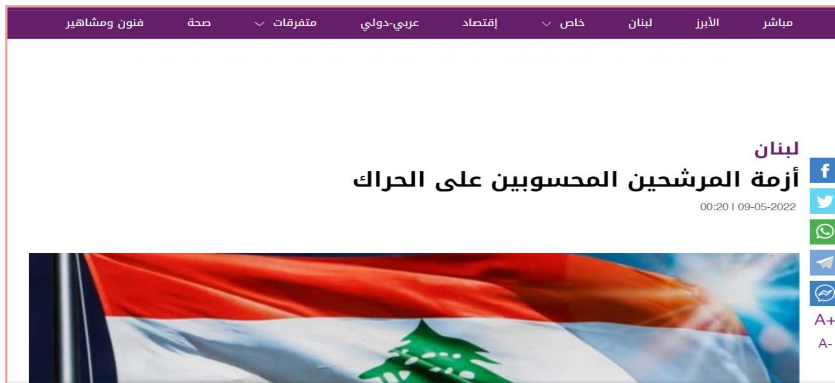 مباشر الأبرز لبنان خاص إقتصاد عربي-دولي متفرقات صحة فنون ومشاهير
لبنان
أزمة المرشحين المحسوبين على الحراك
00:20 | 09-05-2022
A+
A-